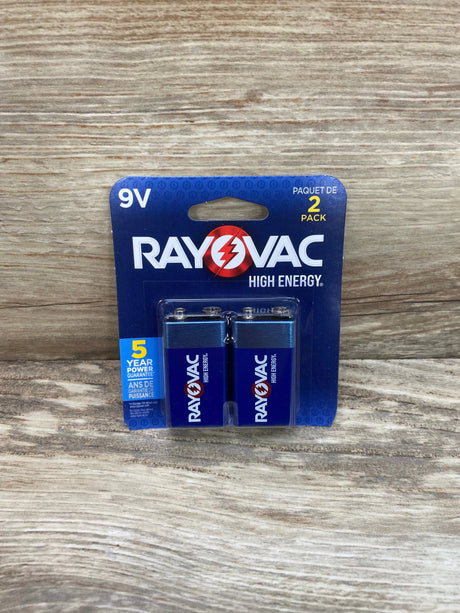 9V
PAQUET DE
2
PACK
RAYOVAC
HIGH ENERGY®
5
YEAR
POWER
GUARANTEE
ANS DE
GARANTIE DE
PUISSANCE
RAYOVAC
HIGH ENERGY®
RAYOVAC
HIGH ENERGY®